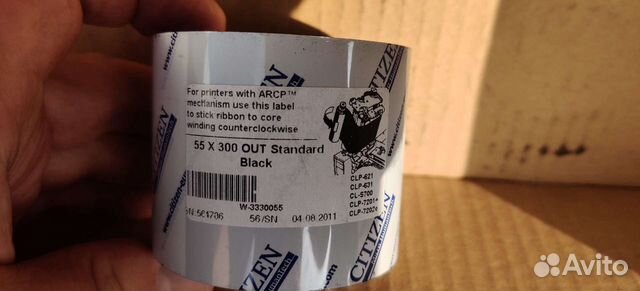 For printers with ARCP™
mechanism use this label
to stick ribbon to core
winding counterclockwise
55 X 300 OUT Standard
Black
CLP-621
CLP-631
CL-S700
CLP-7201e
CLP-7202e
W-3330055
56/SN 04.08.2011
CITIZEN
CITIZEN
CITIZEN
CITIZEN
www.citizen-e
Avito